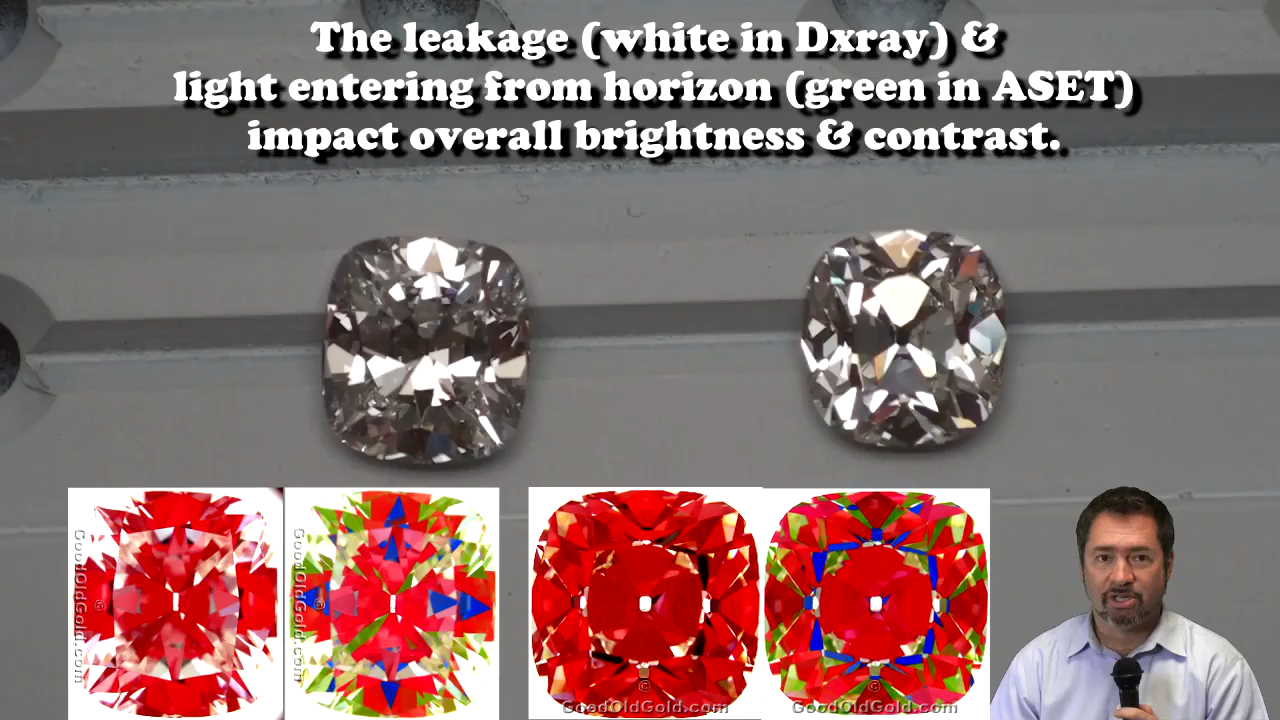 The leakage (white in Dxray) &
light entering from horizon (green in ASET)
impact overall brightness & contrast.
GoodOldGold.com
©
GoodOldGold.com
©
©
GoodOldGold.com
©
GoodOldGold.com